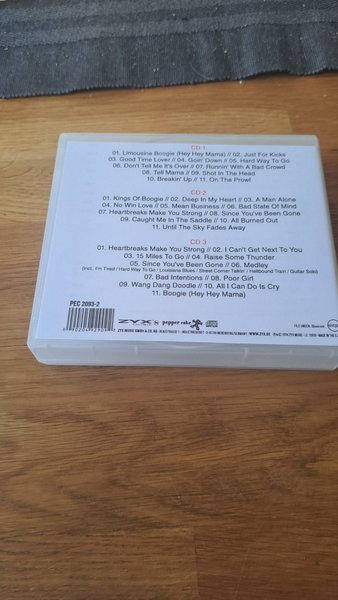 CD 1
01. Limousine Boogie (Hey Hey Mama) // 02. Just For Kicks
03. Good Time Lover // 04. Goin' Down // 05. Hard Way To Go
06. Don't Tell Me It's Over // 07. Runnin' With A Bad Crowd
08. Tell Mama // 09. Shot In The Head
10. Breakin' Up // 11. On The Prowl
CD 2
01. Kings Of Boogie // 02. Deep In My Heart // 03. A Man Alone
04. No Win Love // 05. Mean Business // 06. Bad State Of Mind
07. Heartbreaks Make You Strong // 08. Since You've Been Gone
09. Caught Me In The Saddle // 10. All Burned Out
11. Until The Sky Fades Away
CD 3
01. Heartbreaks Make You Strong // 02. I Can't Get Next To You
03. 15 Miles To Go // 04. Raise Some Thunder
05. Since You've Been Gone // 06. Medley
(incl. I'm Tired / Hard Way To Go / Louisiana Blues / Street Corner Talkin' / Hellbound Train / Guitar Solo)
07. Bad Intentions // 08. Poor Girl
09. Wang Dang Doodle // 10. All I Can Do Is Cry
11. Boogie (Hey Hey Mama)
PEC 2093-2
ZYX pepper cake
ZYX MUSIC GMBH & CO. KG
WWW.ZYX.DE